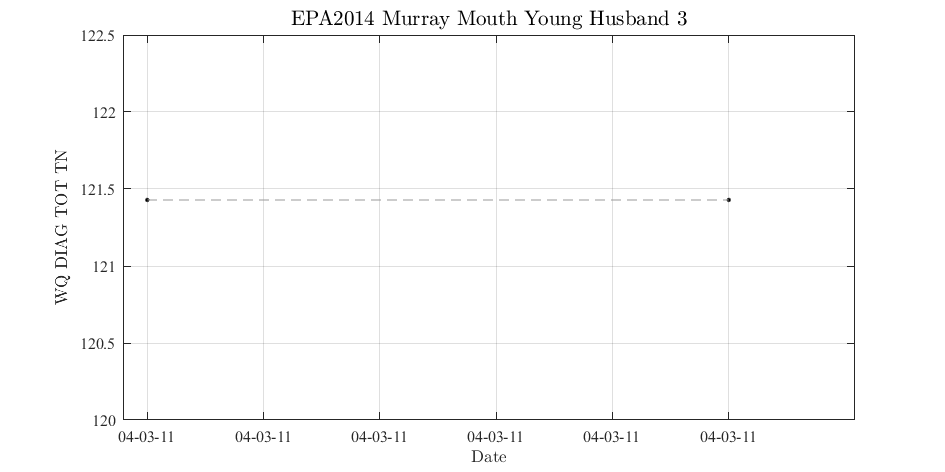 EPA2014 Murray Mouth Young Husband 3
122.5
122
121.5
121
120.5
120
WQ DIAG TOT TN
04-03-11 04-03-11 04-03-11 04-03-11 04-03-11 04-03-11
Date